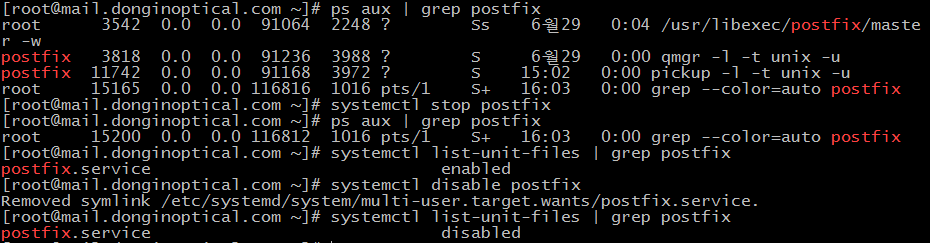 [root@mail.donginoptical.com ~]# ps aux | grep postfix
root      3542  0.0  0.0  91064  2248 ?        Ss    6월29   0:04 /usr/libexec/postfix/maste
r -w
postfix   3818  0.0  0.0  91236  3988 ?        S     6월29   0:00 qmgr -l -t unix -u
postfix  11742  0.0  0.0  91168  3972 ?        S    15:02   0:00 pickup -l -t unix -u
root     15165  0.0  0.0 116816  1016 pts/1    S+   16:03   0:00 grep --color=auto postfix
[root@mail.donginoptical.com ~]# systemctl stop postfix
[root@mail.donginoptical.com ~]# ps aux | grep postfix
root     15200  0.0  0.0 116812  1016 pts/1    S+   16:03   0:00 grep --color=auto postfix
[root@mail.donginoptical.com ~]# systemctl list-unit-files | grep postfix
postfix.service                             enabled
[root@mail.donginoptical.com ~]# systemctl disable postfix
Removed symlink /etc/systemd/system/multi-user.target.wants/postfix.service.
[root@mail.donginoptical.com ~]# systemctl list-unit-files | grep postfix
postfix.service                             disabled